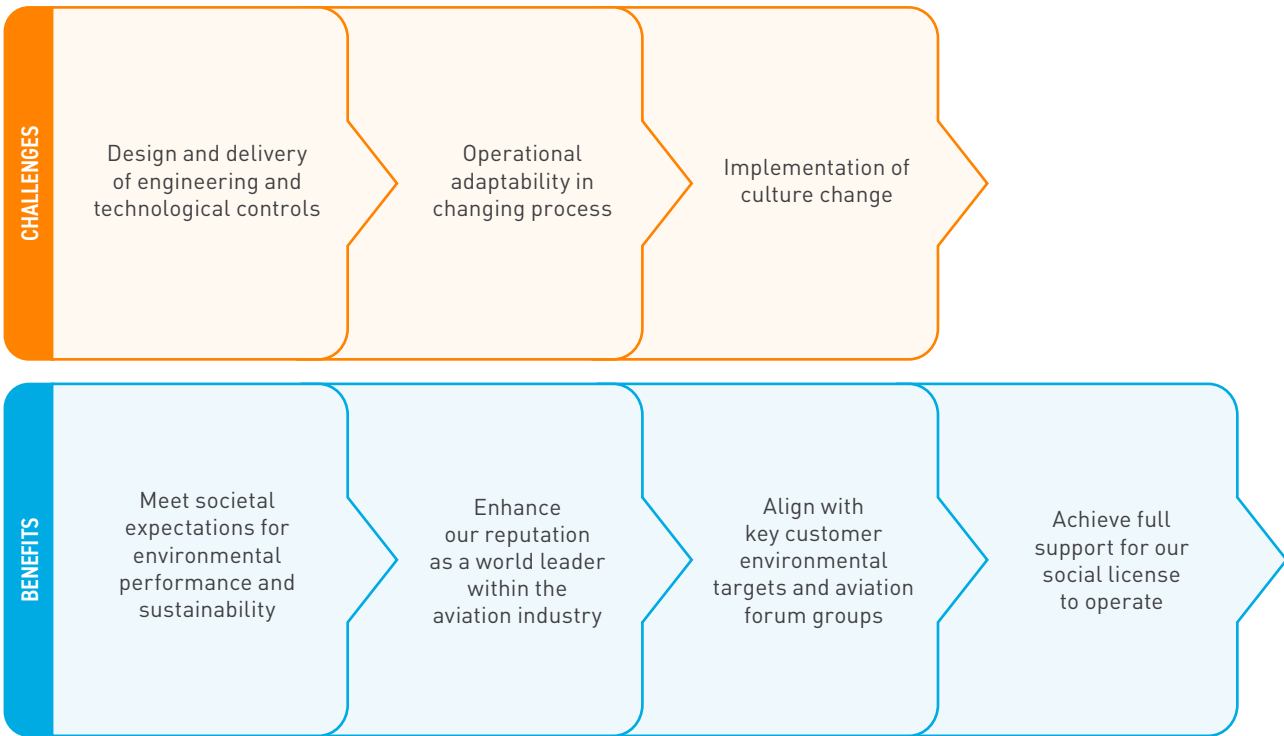 CHALLENGES
Design and delivery
of engineering and
technological controls
Operational
adaptability in
changing process
Implementation of
culture change
BENEFITS
Meet societal
expectations for
environmental
performance and
sustainability
Enhance
our reputation
as a world leader
within the
aviation industry
Align with
key customer
environmental
targets and aviation
forum groups
Achieve full
support for our
social license
to operate